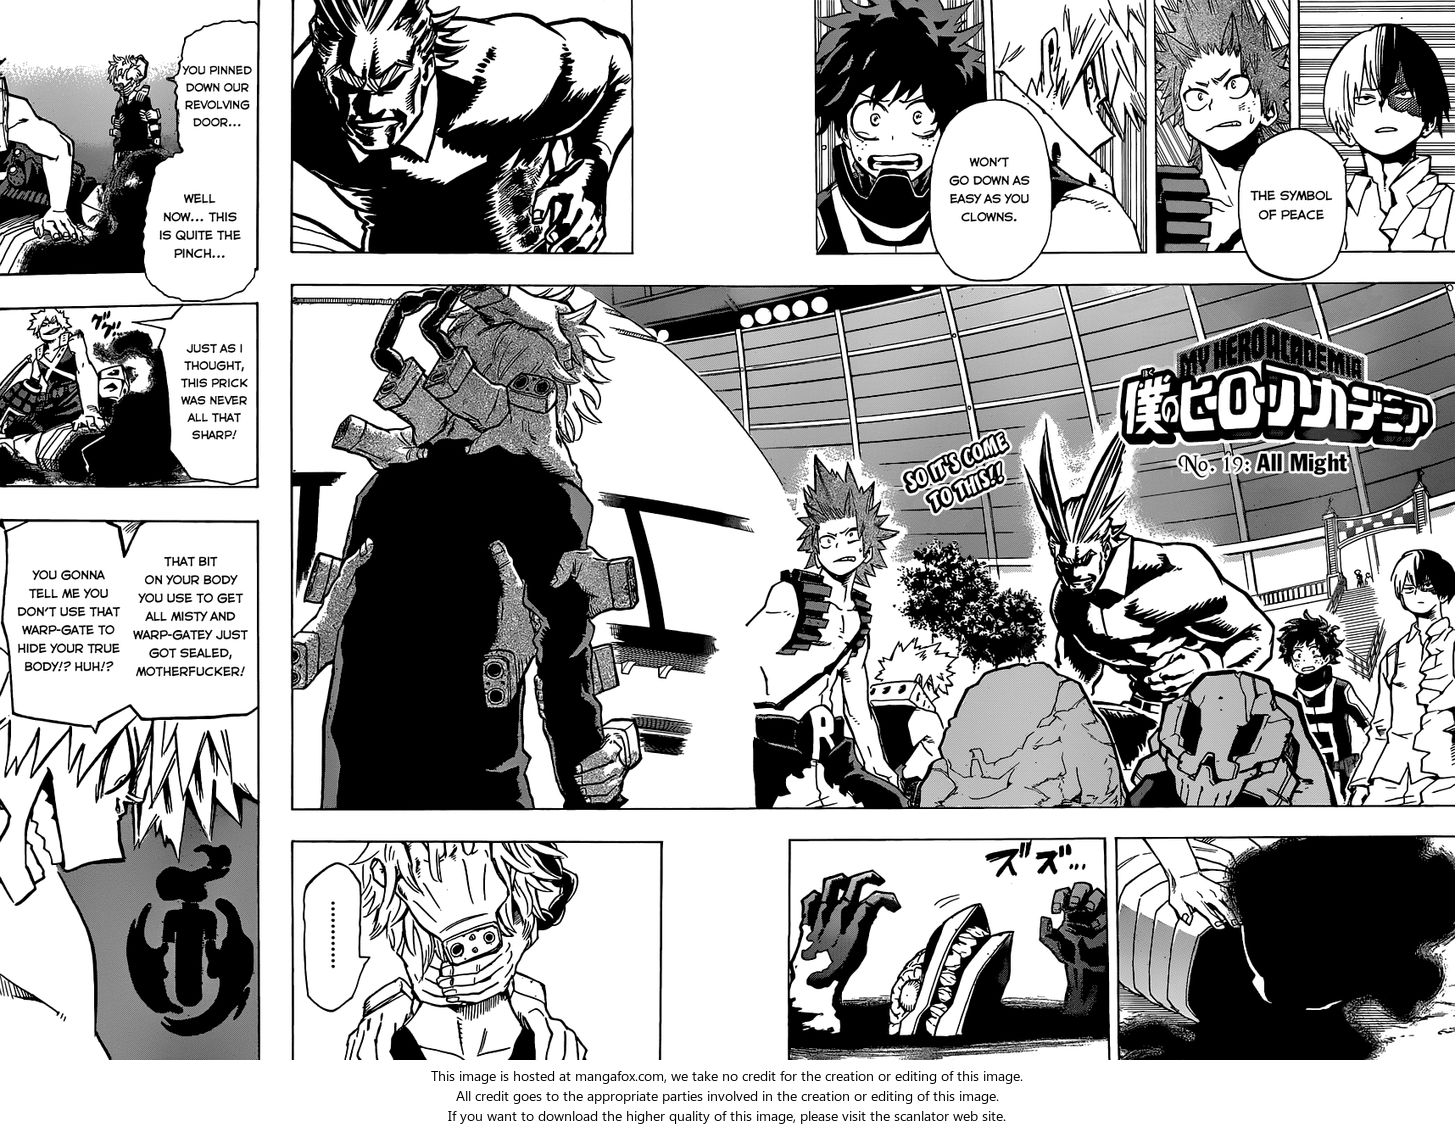 THE SYMBOL
OF PEACE
WON'T
GO DOWN AS
EASY AS YOU
CLOWNS.
MY HERO ACADEMIA
僕のヒーローアカデミア
No. 19: All Might
SO IT'S COME
TO THIS!!
R
ズズ...
..........
YOU PINNED
DOWN OUR
REVOLVING
DOOR...
WELL
NOW... THIS
IS QUITE THE
PINCH...
JUST AS I
THOUGHT,
THIS PRICK
WAS NEVER
ALL THAT
SHARP!
THAT BIT
ON YOUR BODY
YOU USE TO GET
ALL MISTY AND
WARP-GATEY JUST
GOT SEALED,
MOTHERFUCKER!
YOU GONNA
TELL ME YOU
DON'T USE THAT
WARP-GATE TO
HIDE YOUR TRUE
BODY!? HUH!?
This image is hosted at mangafox.com, we take no credit for the creation or editing of this image.
All credit goes to the appropriate parties involved in the creation or editing of this image.
If you want to download the higher quality of this image, please visit the scanlator web site.